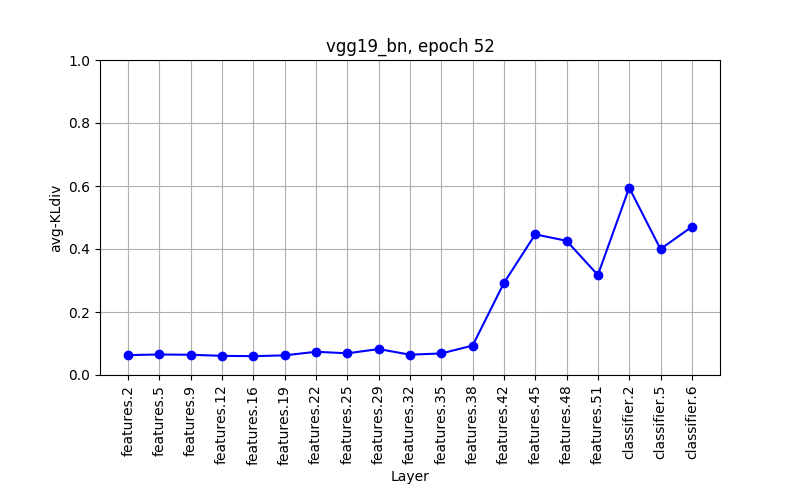 vgg19_bn, epoch 52
1.0
0.8
0.6
0.4
0.2
0.0
avg-KLdiv
features.2
features.5
features.9
features.12
features.16
features.19
features.22
features.25
features.29
features.32
features.35
features.38
features.42
features.45
features.48
features.51
classifier.2
classifier.5
classifier.6
Layer